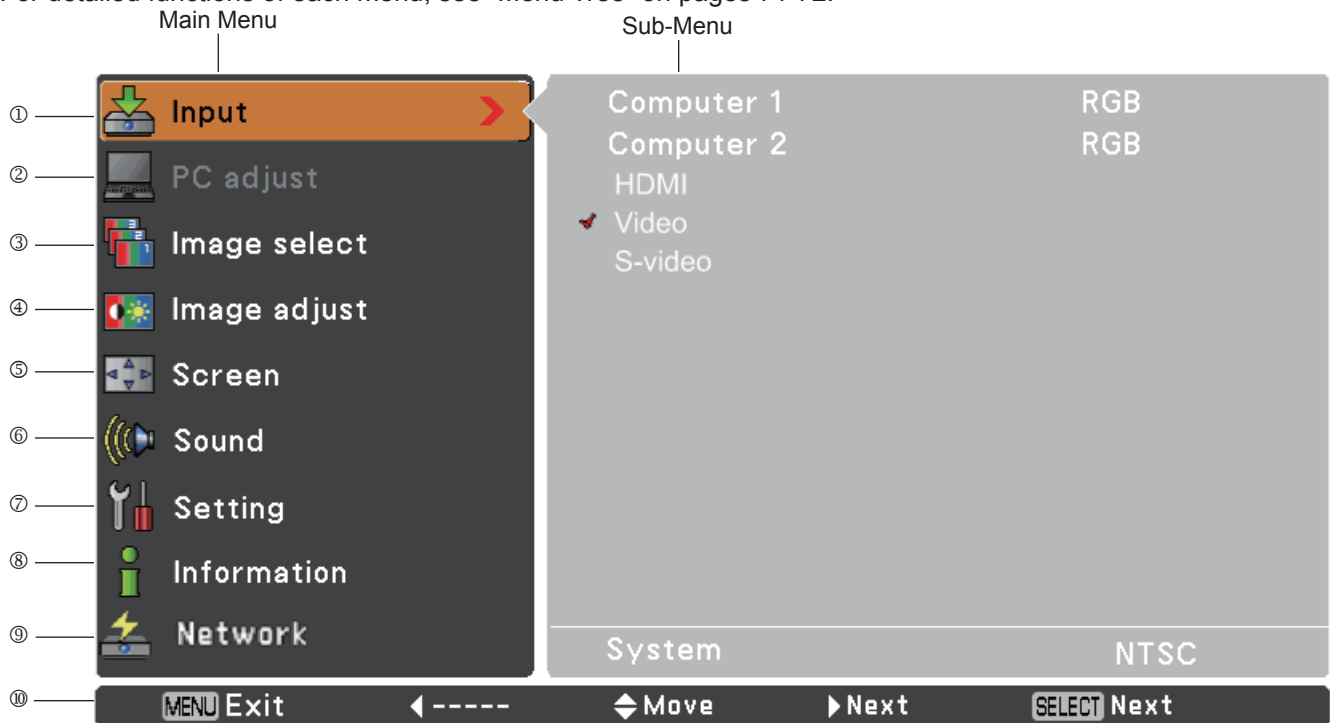 Main Menu
Sub-Menu
① Input
② PC adjust
③ Image select
④ Image adjust
⑤ Screen
⑥ Sound
⑦ Setting
⑧ Information
⑨ Network
Computer 1 RGB
Computer 2 RGB
HDMI
Video
S-video
System NTSC
⑩ MENU Exit ----- Move Next SELECT Next